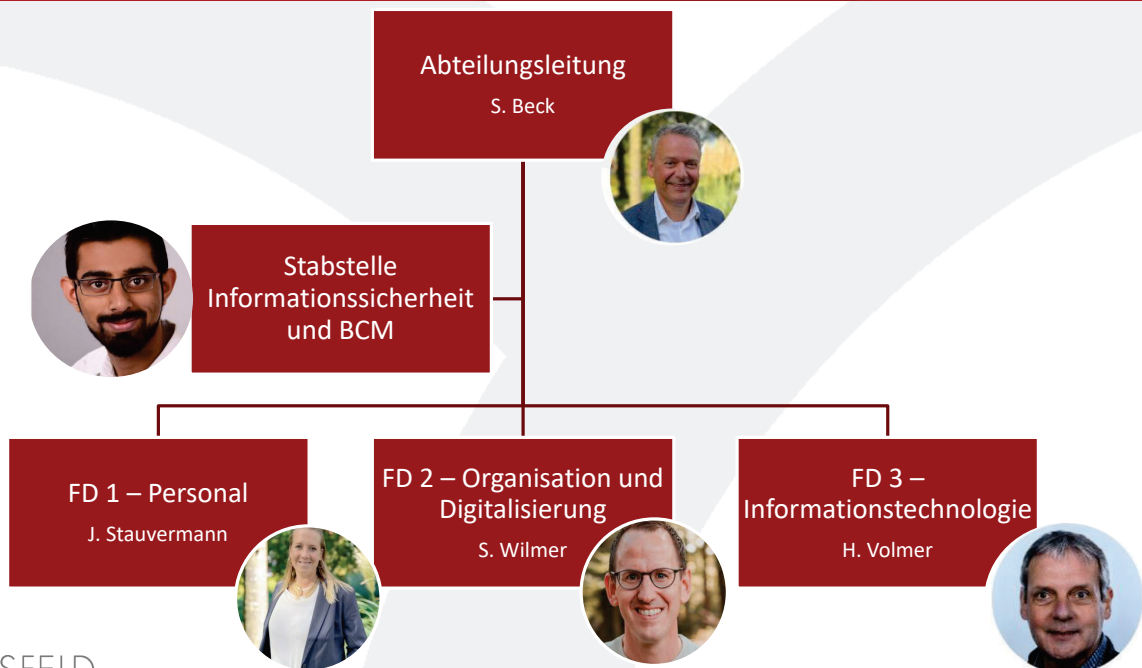 Abteilungsleitung
S. Beck
Stabstelle
Informationssicherheit
und BCM
FD 1 – Personal
J. Stauvermann
FD 2 – Organisation und
Digitalisierung
S. Wilmer
FD 3 –
Informationstechnologie
H. Volmer